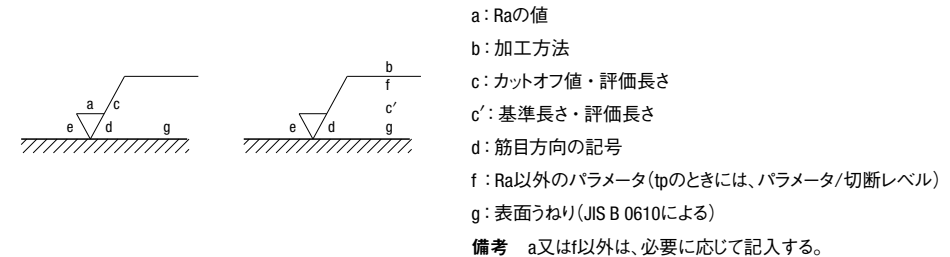 a
c
e
d
g
b
f
c′
e
d
g
a：Raの値
b：加工方法
c：カットオフ値・評価長さ
c′：基準長さ・評価長さ
d：筋目方向の記号
f：Ra以外のパラメータ（tpのときには、パラメータ/切断レベル）
g：表面うねり（JIS B 0610による）
備考　a又はf以外は、必要に応じて記入する。